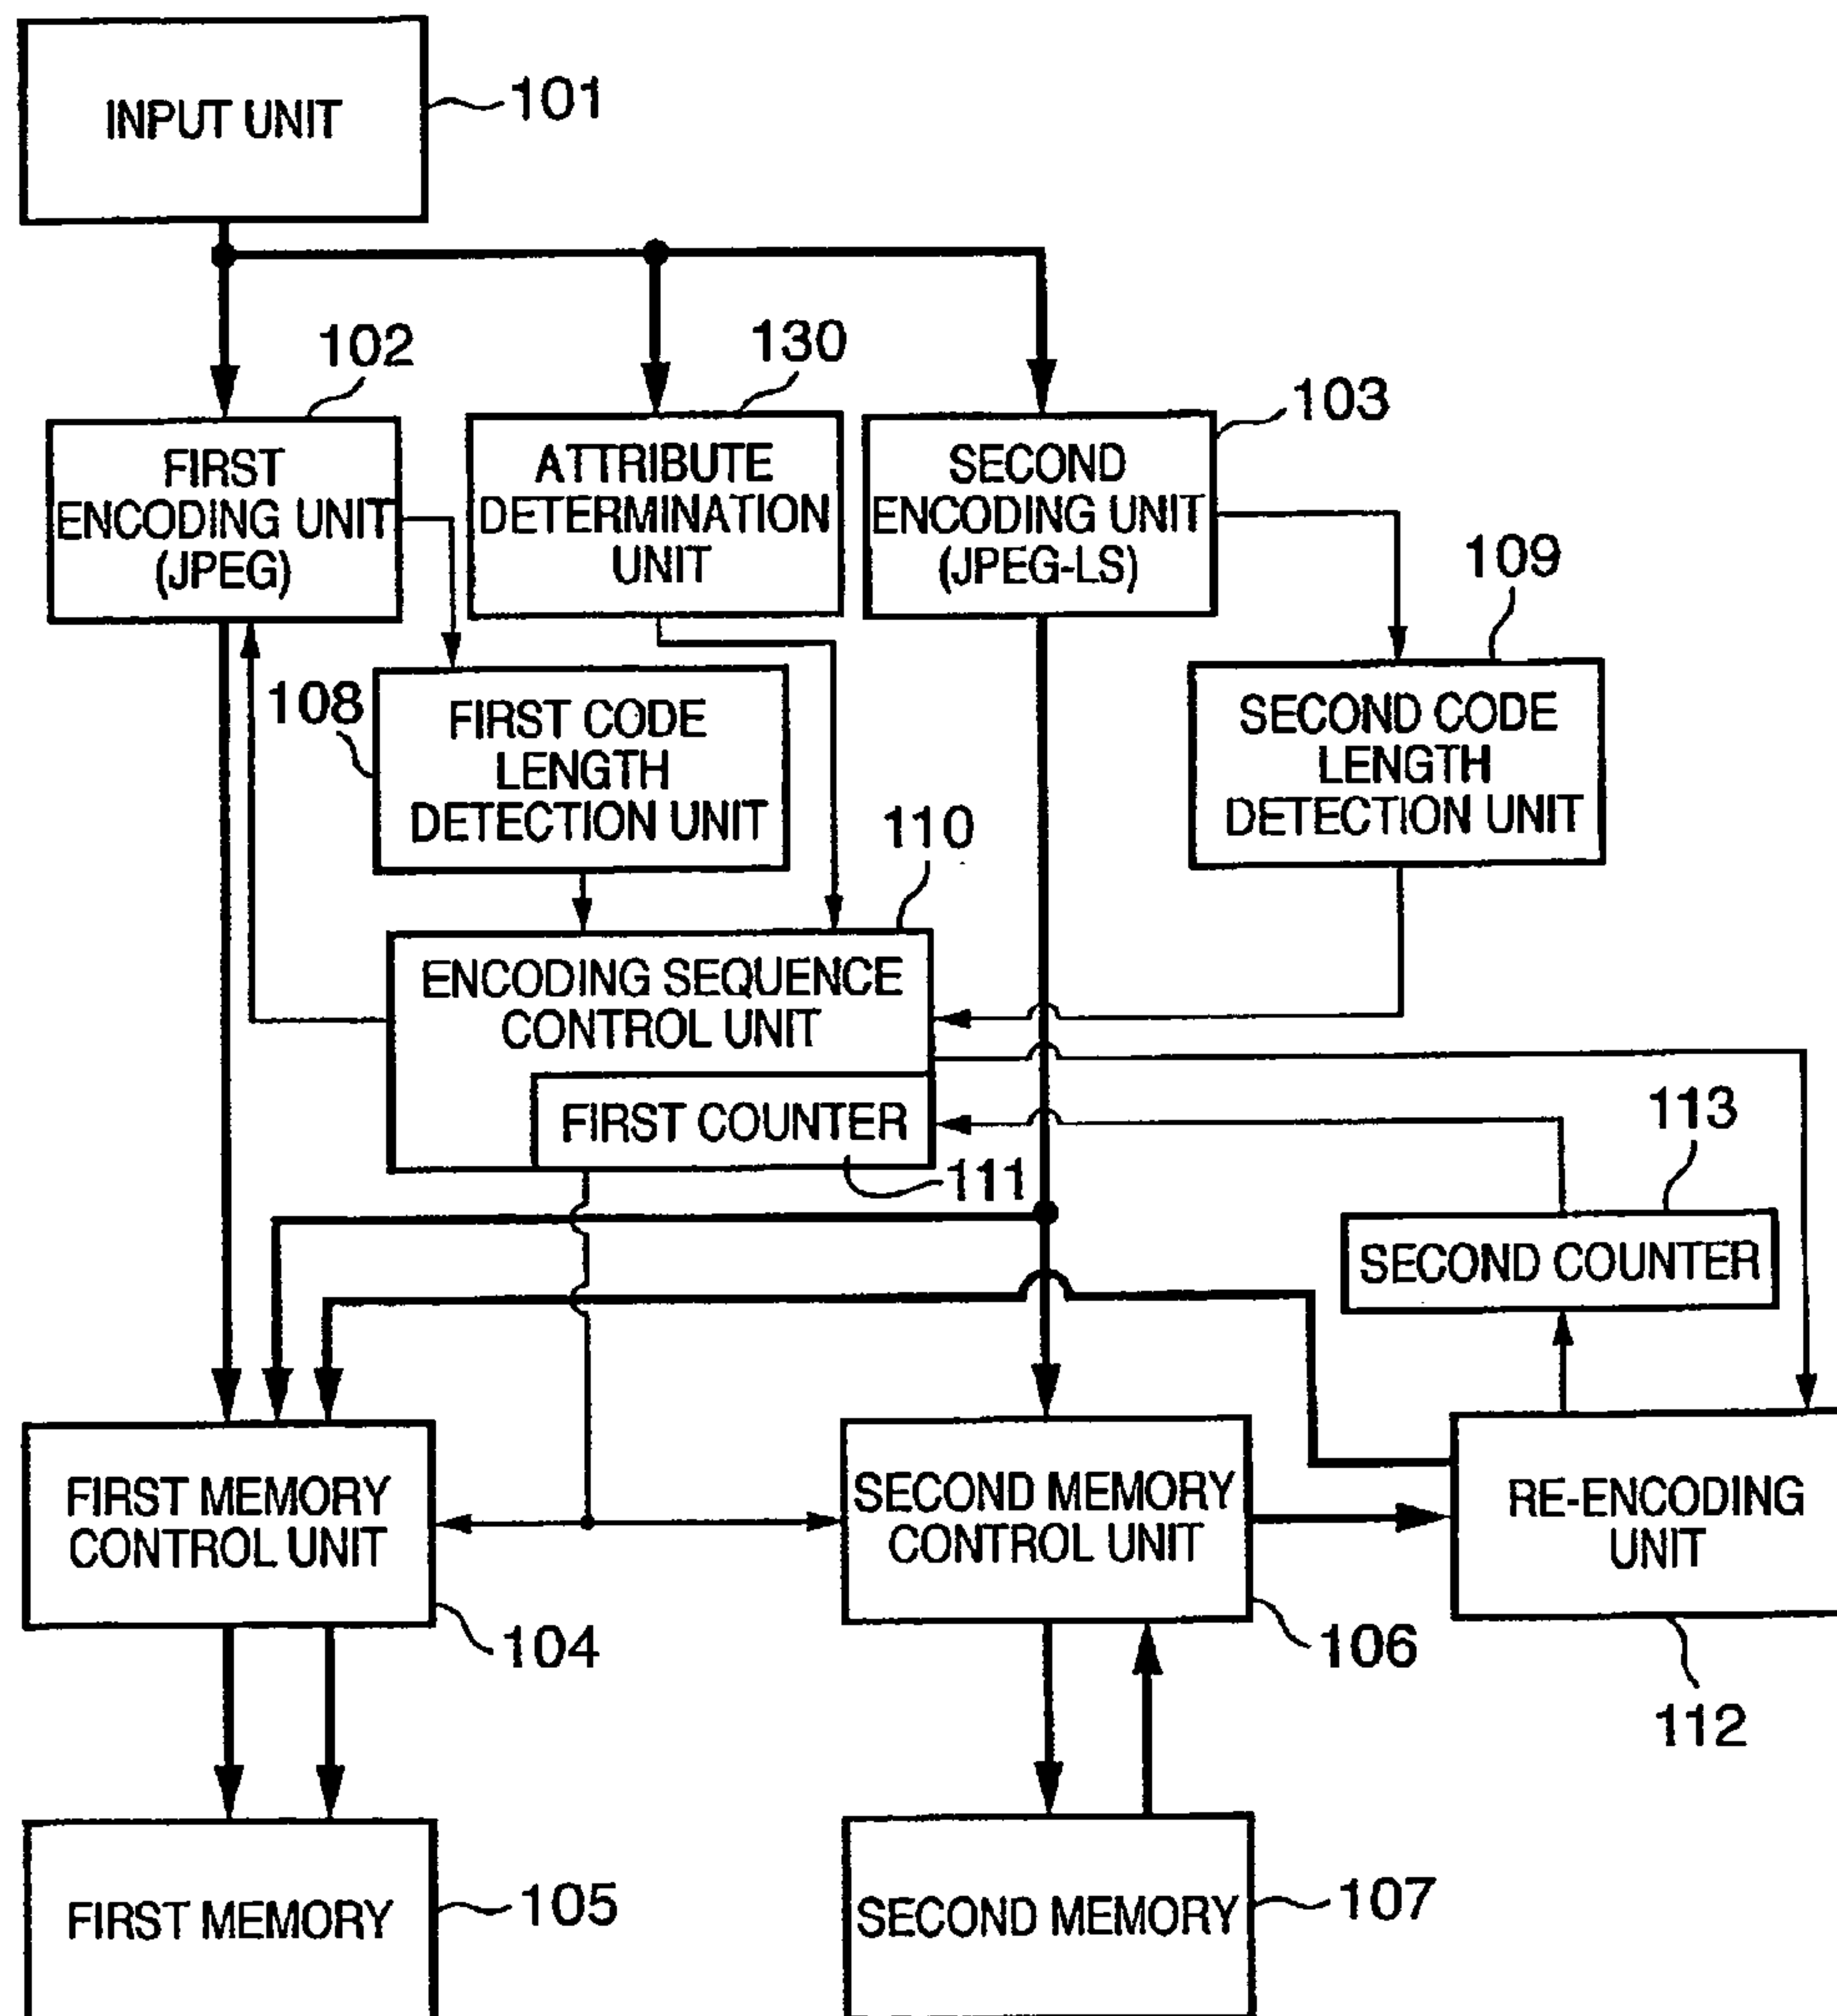 INPUT UNIT
101
102
130
103
FIRST
ENCODING UNIT
(JPEG)
ATTRIBUTE
DETERMINATION
UNIT
SECOND
ENCODING UNIT
(JPEG-LS)
109
108
FIRST CODE
LENGTH
DETECTION UNIT
SECOND CODE
LENGTH
DETECTION UNIT
110
ENCODING SEQUENCE
CONTROL UNIT
FIRST COUNTER
111
113
SECOND COUNTER
FIRST MEMORY
CONTROL UNIT
104
SECOND MEMORY
CONTROL UNIT
106
RE-ENCODING
UNIT
112
FIRST MEMORY
105
SECOND MEMORY
107